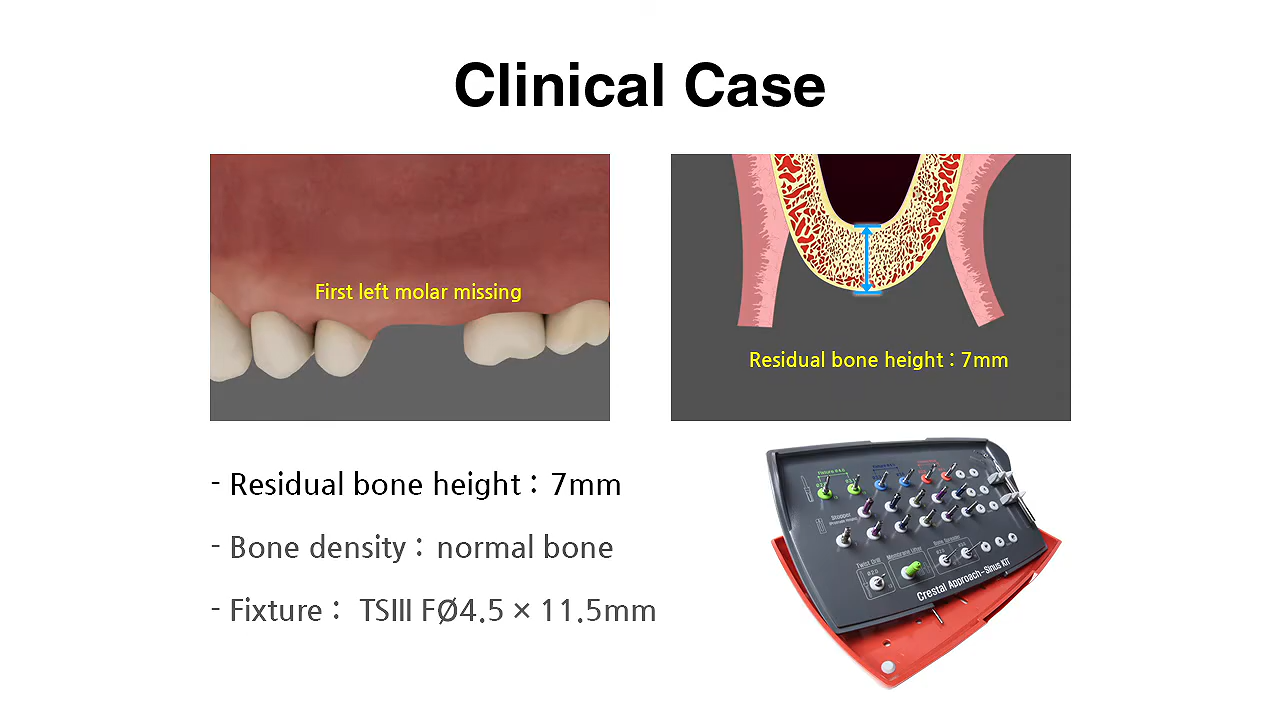 Clinical Case
First left molar missing
Residual bone height : 7mm
- Residual bone height : 7mm
- Bone density : normal bone
- Fixture : TSIII FØ4.5 × 11.5mm
Stopper
Twist Drill
Membrane Lifter
Bone Spreader
Crestal Approach-Sinus KIT